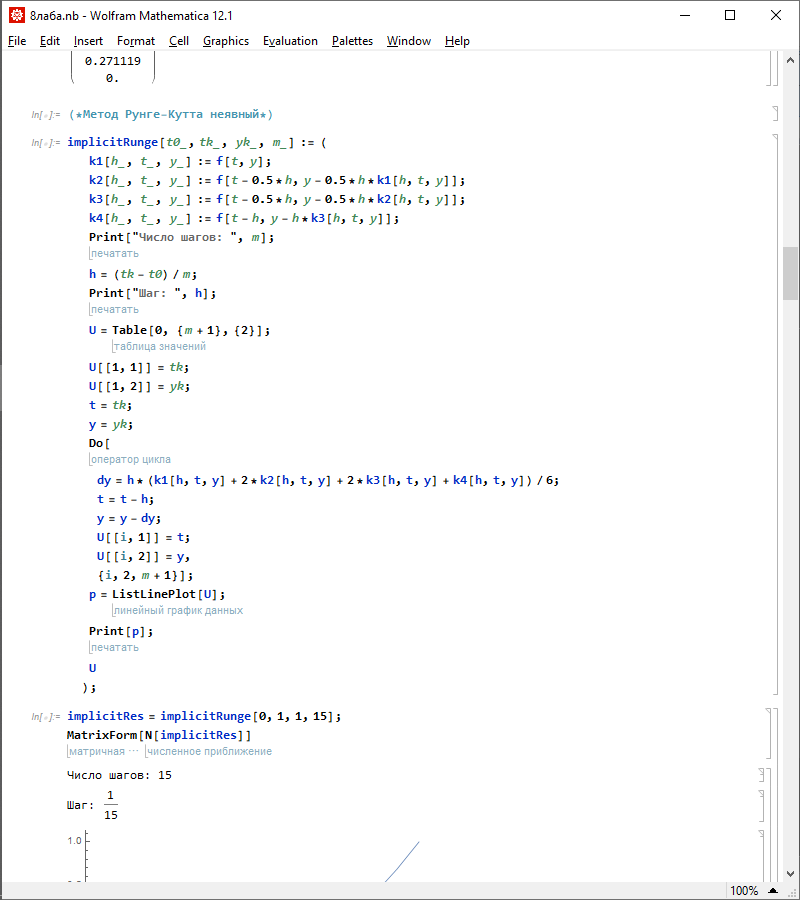 8лаба.nb - Wolfram Mathematica 12.1
File Edit Insert Format Cell Graphics Evaluation Palettes Window Help
0.271119
0.
In[•]:= (*Метод Рунге-Кутта неявный*)
In[•]:= implicitRunge[t0_, tk_, yk_, m_] := (
k1[h_, t_, y_] := f[t, y];
k2[h_, t_, y_] := f[t - 0.5*h, y - 0.5*h*k1[h, t, y]];
k3[h_, t_, y_] := f[t - 0.5*h, y - 0.5*h*k2[h, t, y]];
k4[h_, t_, y_] := f[t - h, y - h*k3[h, t, y]];
Print["Число шагов: ", m];
печатать
h = (tk - t0) / m;
Print["Шаг: ", h];
печатать
U = Table[0, {m + 1}, {2}];
таблица значений
U[[1, 1]] = tk;
U[[1, 2]] = yk;
t = tk;
y = yk;
Do[
оператор цикла
dy = h* (k1[h, t, y] + 2*k2[h, t, y] + 2*k3[h, t, y] + k4[h, t, y]) / 6;
t = t - h;
y = y - dy;
U[[i, 1]] = t;
U[[i, 2]] = y,
{i, 2, m + 1}];
p = ListLinePlot[U];
линейный график данных
Print[p];
печатать
U
);
In[•]:= implicitRes = implicitRunge[0, 1, 1, 15];
MatrixForm[N[implicitRes]]
матричная ··· численное приближение
Число шагов: 15
Шаг: 1
15
1.0
100%